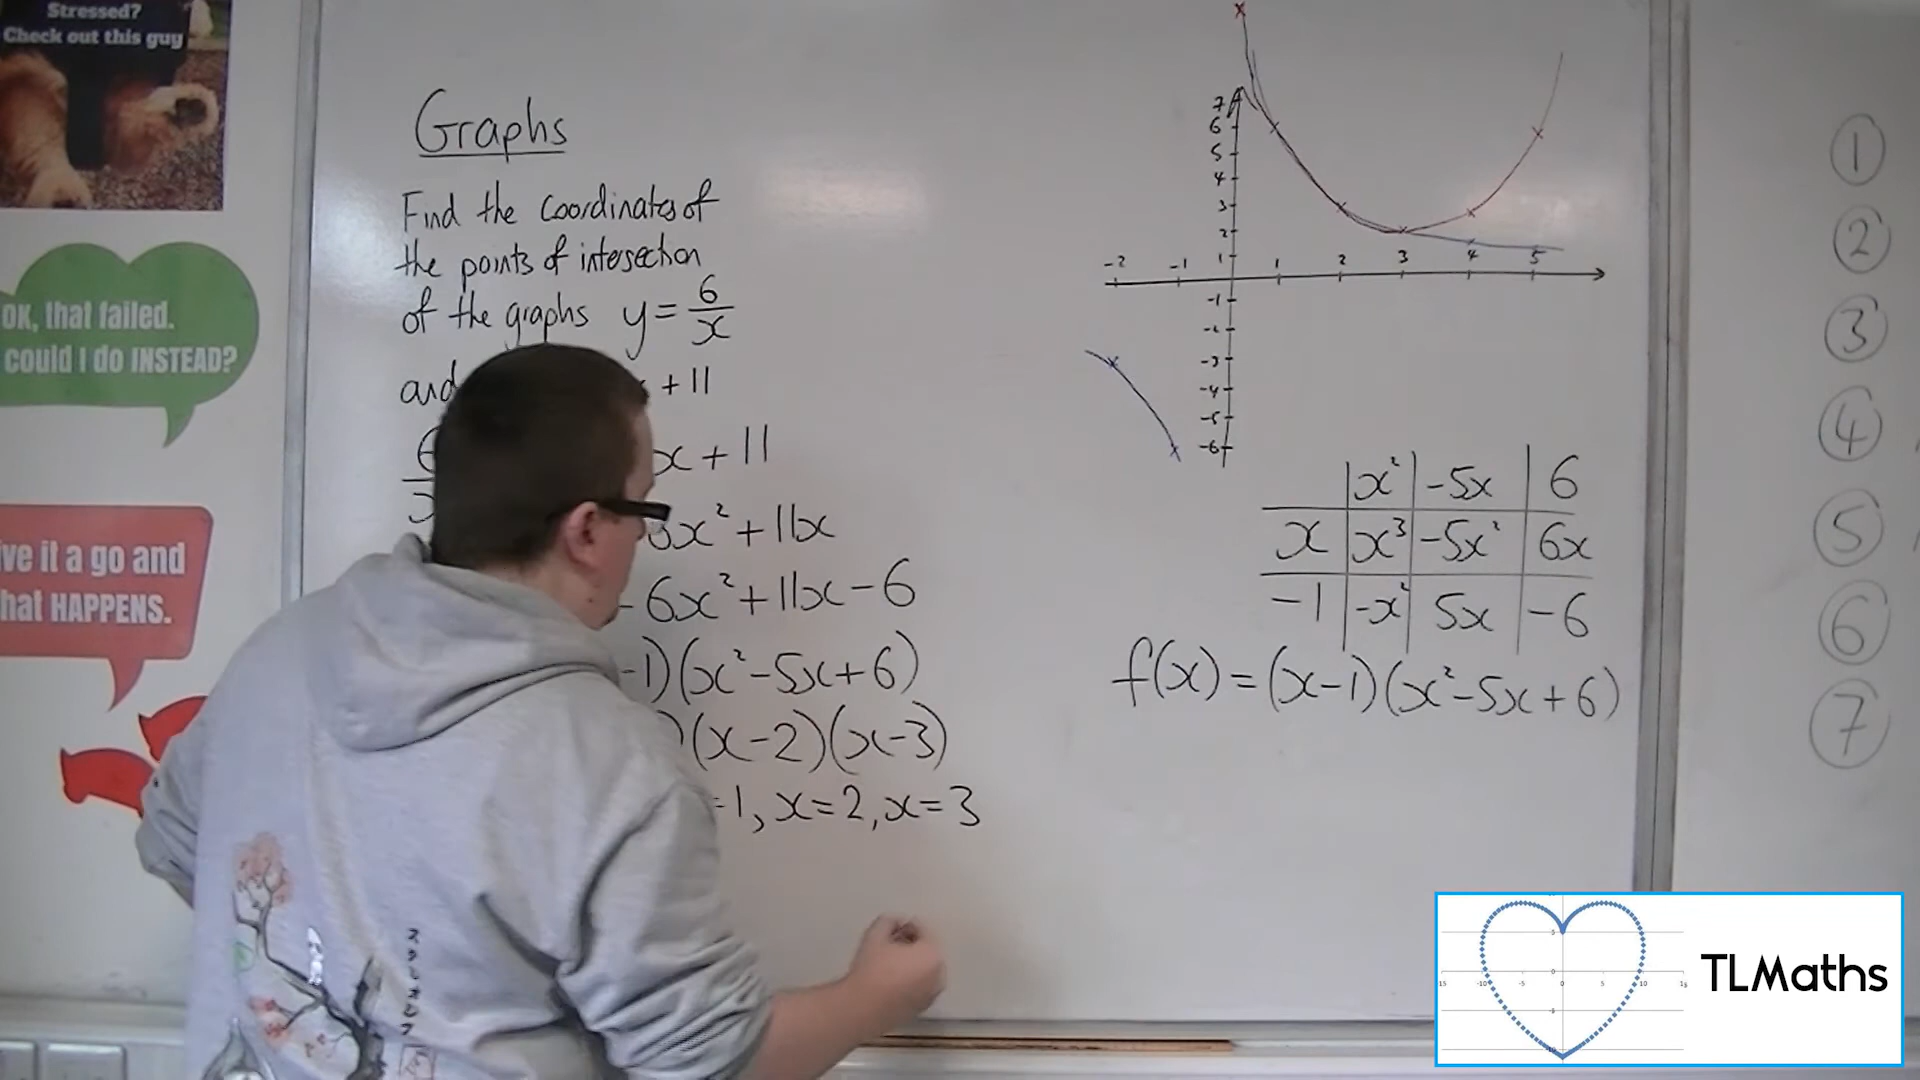 Stressed?
Check out this guy
OK, that failed.
could I do INSTEAD?
ive it a go and
hat HAPPENS.
Graphs
Find the coordinates of
the points of intersection
of the graphs y = 6/x
and + 11
x + 11
6x² + 11x
- 6x² + 11x - 6
-1)(x² - 5x + 6)
)(x-2)(x-3)
=1, x=2, x=3
7
6
5
4
3
2
1
-2 -1 1 2 3 4 5
-1
-2
-3
-4
-5
-6
x² -5x 6
x x³ -5x² 6x
-1 -x² 5x -6
f(x) = (x-1)(x² - 5x + 6)
1
2
3
4
5
6
7
TLMaths